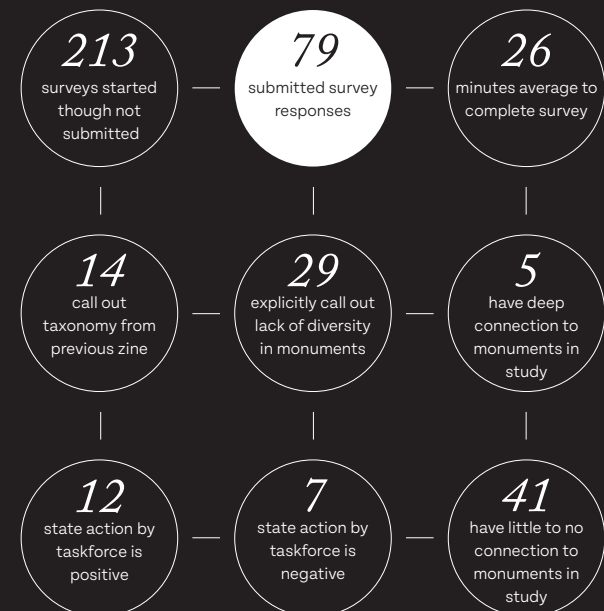 213
surveys started
though not
submitted
79
submitted survey
responses
26
minutes average to
complete survey
14
call out
taxonomy from
previous zine
29
explicitly call out
lack of diversity
in monuments
5
have deep
connection to
monuments in
study
12
state action by
taskforce is
positive
7
state action by
taskforce is
negative
41
have little to no
connection to
monuments in
study